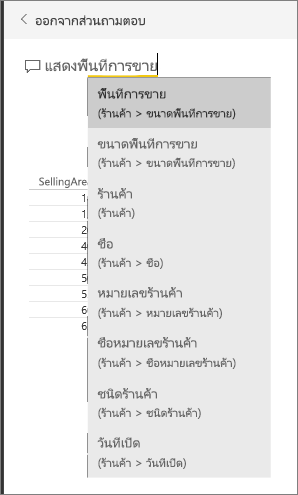 ออกจากส่วนถามตอบ
แสดงพื้นที่การขาย
พื้นที่การขาย
(ร้านค้า > ขนาดพื้นที่การขาย)
ขนาดพื้นที่การขาย
(ร้านค้า > ขนาดพื้นที่การขาย)
SellingArea
ร้านค้า
1
(ร้านค้า)
1
2
ชื่อ
4
(ร้านค้า > ชื่อ)
4
5
หมายเลขร้านค้า
5
(ร้านค้า > หมายเลขร้านค้า)
6
6
ชื่อหมายเลขร้านค้า
(ร้านค้า > ชื่อหมายเลขร้านค้า)
ชนิดร้านค้า
(ร้านค้า > ชนิดร้านค้า)
วันที่เปิด
(ร้านค้า > วันที่เปิด)